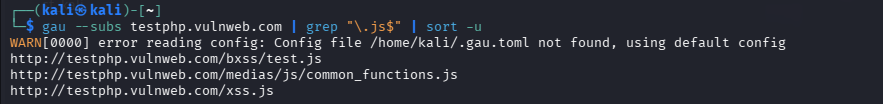 ┌──(kali㉿kali)-[~]
└─$ gau --subs testphp.vulnweb.com | grep "\.js$" | sort -u
WARN[0000] error reading config: Config file /home/kali/.gau.toml not found, using default config
http://testphp.vulnweb.com/bxss/test.js
http://testphp.vulnweb.com/medias/js/common_functions.js
http://testphp.vulnweb.com/xss.js